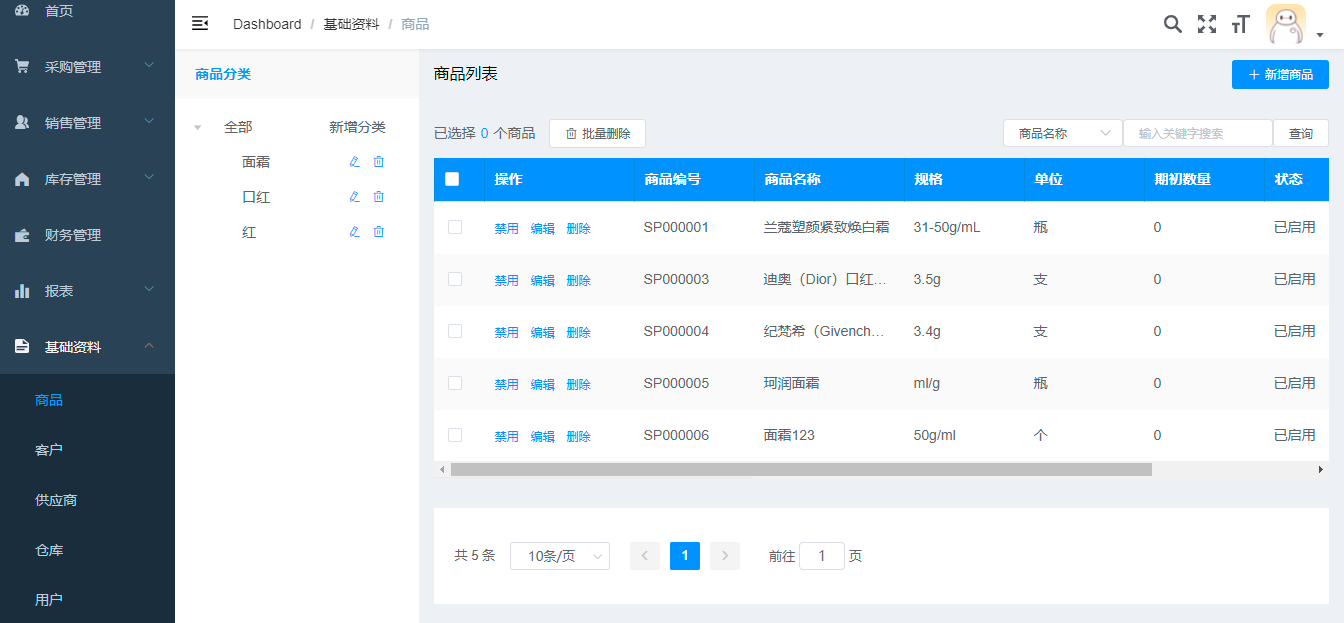 首页
采购管理
销售管理
库存管理
财务管理
报表
基础资料
商品
客户
供应商
仓库
用户
Dashboard / 基础资料 / 商品
商品分类
全部 新增分类
面霜
口红
红
商品列表 新增商品
已选择 0 个商品 批量删除 商品名称 输入关键字搜索 查询
操作 商品编号 商品名称 规格 单位 期初数量 状态
禁用 编辑 删除 SP000001 兰蔻塑颜紧致焕白霜 31-50g/mL 瓶 0 已启用
禁用 编辑 删除 SP000003 迪奥（Dior）口红… 3.5g 支 0 已启用
禁用 编辑 删除 SP000004 纪梵希（Givench… 3.4g 支 0 已启用
禁用 编辑 删除 SP000005 珂润面霜 ml/g 瓶 0 已启用
禁用 编辑 删除 SP000006 面霜123 50g/ml 个 0 已启用
共 5 条 10条/页 1 前往 1 页